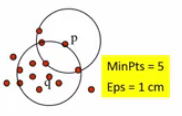 p
q
MinPts = 5
Eps = 1 cm